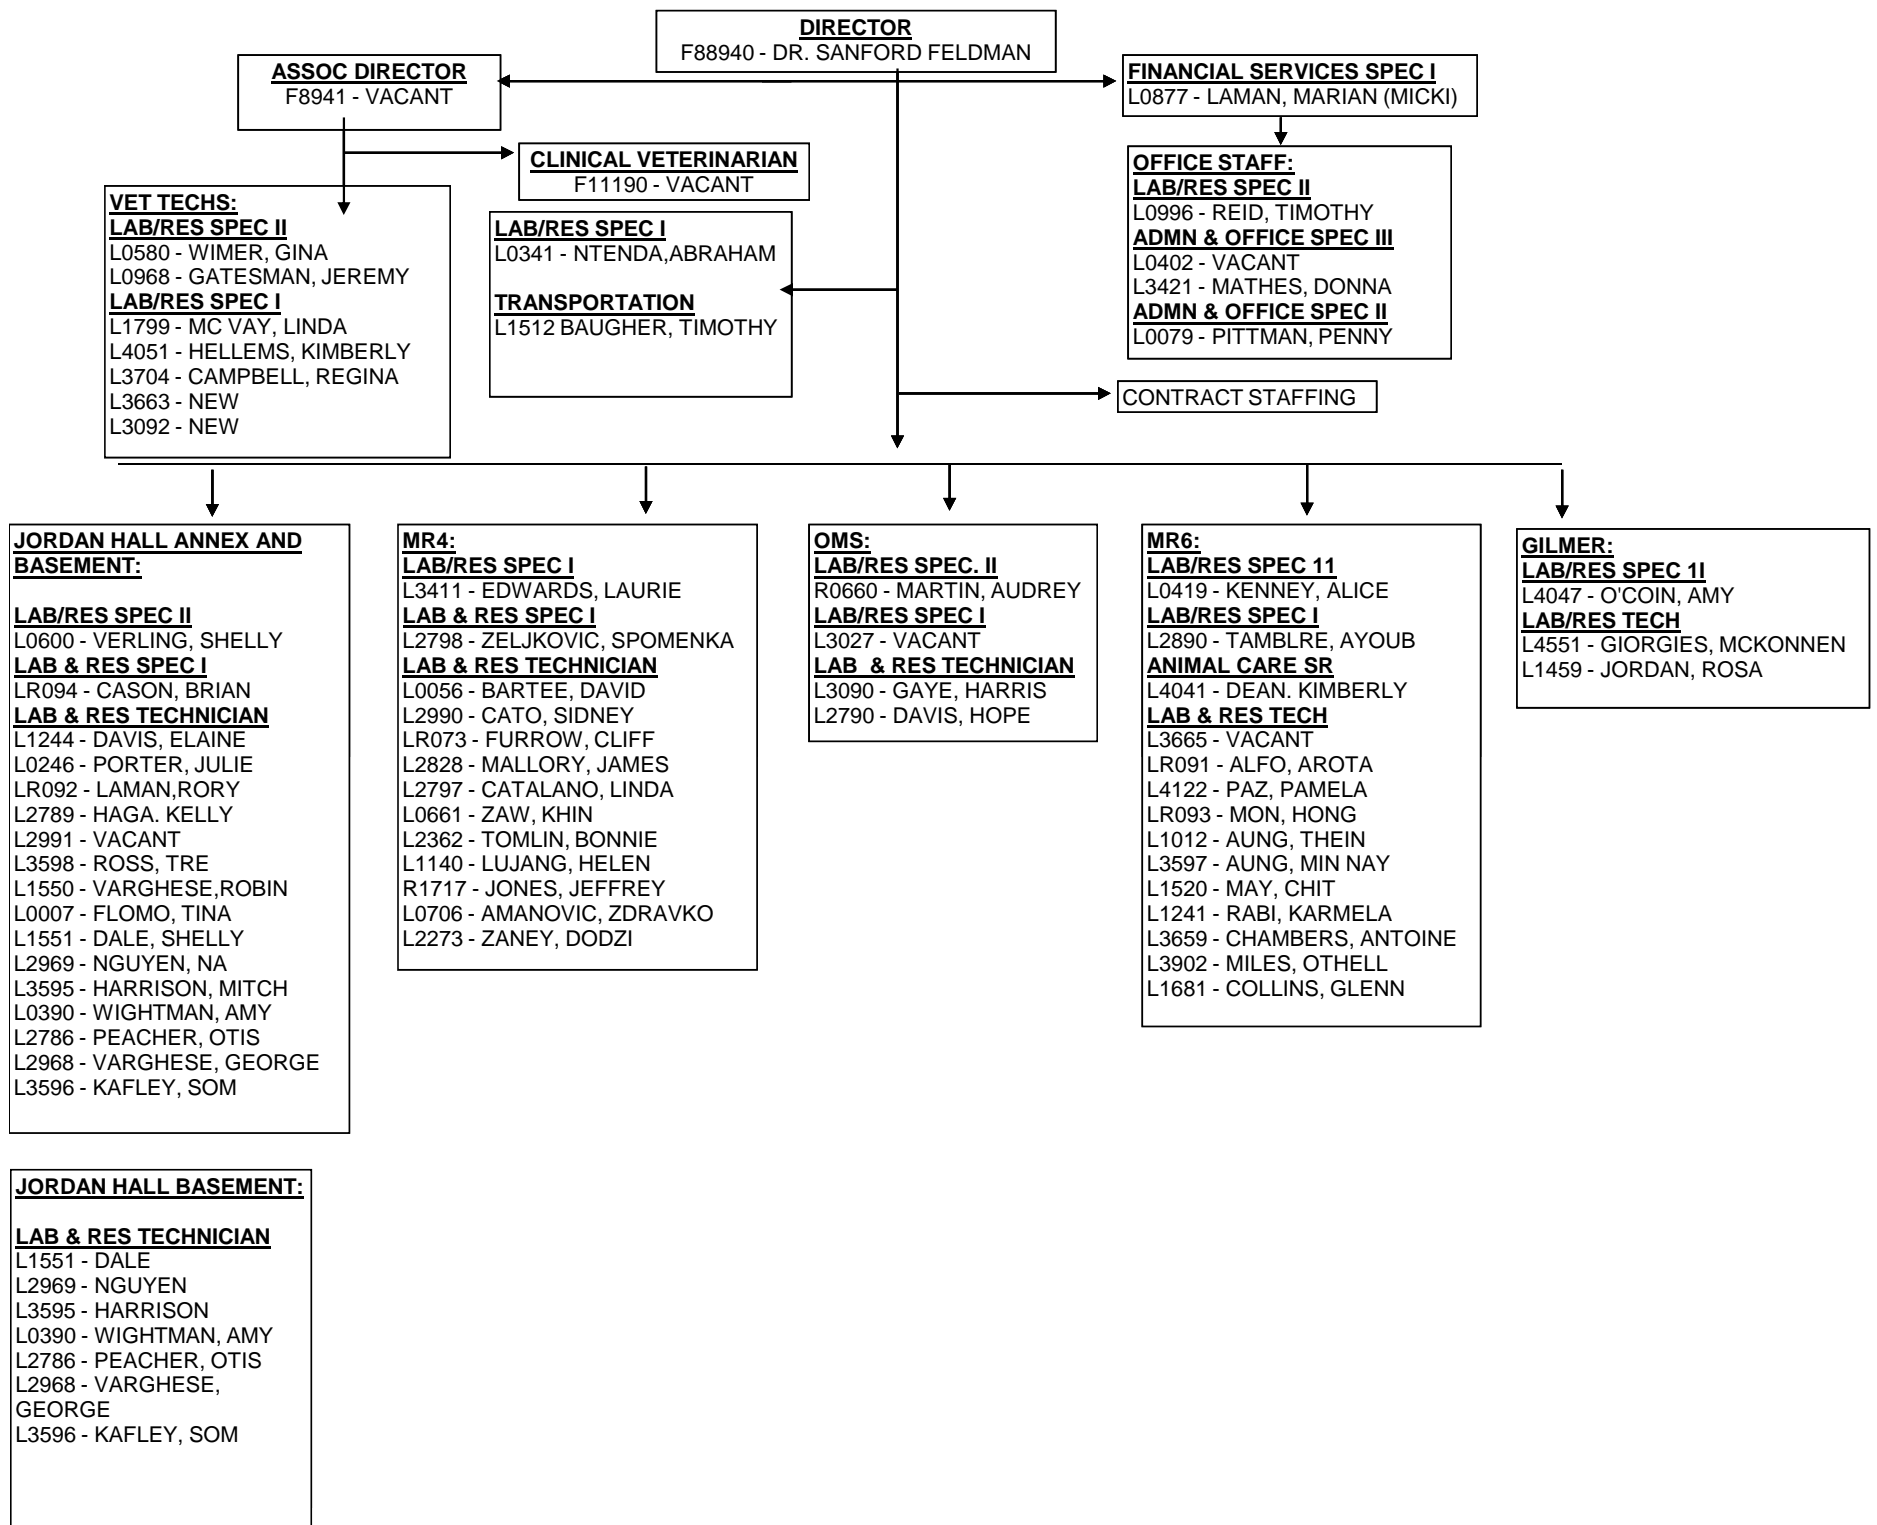 DIRECTOR
F88940 - DR. SANFORD FELDMAN
ASSOC DIRECTOR
F8941 - VACANT
FINANCIAL SERVICES SPEC I
L0877 - LAMAN, MARIAN (MICKI)
CLINICAL VETERINARIAN
F11190 - VACANT
OFFICE STAFF:
LAB/RES SPEC II
L0996 - REID, TIMOTHY
ADMN & OFFICE SPEC III
L0402 - VACANT
L3421 - MATHES, DONNA
ADMN & OFFICE SPEC II
L0079 - PITTMAN, PENNY
VET TECHS:
LAB/RES SPEC II
L0580 - WIMER, GINA
L0968 - GATESMAN, JEREMY
LAB/RES SPEC I
L1799 - MC VAY, LINDA
L4051 - HELLEMS, KIMBERLY
L3704 - CAMPBELL, REGINA
L3663 - NEW
L3092 - NEW
LAB/RES SPEC I
L0341 - NTENDA,ABRAHAM
TRANSPORTATION
L1512 BAUGHER, TIMOTHY
CONTRACT STAFFING
JORDAN HALL ANNEX AND
BASEMENT:
LAB/RES SPEC II
L0600 - VERLING, SHELLY
LAB & RES SPEC I
LR094 - CASON, BRIAN
LAB & RES TECHNICIAN
L1244 - DAVIS, ELAINE
L0246 - PORTER, JULIE
LR092 - LAMAN,RORY
L2789 - HAGA. KELLY
L2991 - VACANT
L3598 - ROSS, TRE
L1550 - VARGHESE,ROBIN
L0007 - FLOMO, TINA
L1551 - DALE, SHELLY
L2969 - NGUYEN, NA
L3595 - HARRISON, MITCH
L0390 - WIGHTMAN, AMY
L2786 - PEACHER, OTIS
L2968 - VARGHESE, GEORGE
L3596 - KAFLEY, SOM
MR4:
LAB/RES SPEC I
L3411 - EDWARDS, LAURIE
LAB & RES SPEC I
L2798 - ZELJKOVIC, SPOMENKA
LAB & RES TECHNICIAN
L0056 - BARTEE, DAVID
L2990 - CATO, SIDNEY
LR073 - FURROW, CLIFF
L2828 - MALLORY, JAMES
L2797 - CATALANO, LINDA
L0661 - ZAW, KHIN
L2362 - TOMLIN, BONNIE
L1140 - LUJANG, HELEN
R1717 - JONES, JEFFREY
L0706 - AMANOVIC, ZDRAVKO
L2273 - ZANEY, DODZI
OMS:
LAB/RES SPEC. II
R0660 - MARTIN, AUDREY
LAB/RES SPEC I
L3027 - VACANT
LAB & RES TECHNICIAN
L3090 - GAYE, HARRIS
L2790 - DAVIS, HOPE
MR6:
LAB/RES SPEC 11
L0419 - KENNEY, ALICE
LAB/RES SPEC I
L2890 - TAMBLRE, AYOUB
ANIMAL CARE SR
L4041 - DEAN. KIMBERLY
LAB & RES TECH
L3665 - VACANT
LR091 - ALFO, AROTA
L4122 - PAZ, PAMELA
LR093 - MON, HONG
L1012 - AUNG, THEIN
L3597 - AUNG, MIN NAY
L1520 - MAY, CHIT
L1241 - RABI, KARMELA
L3659 - CHAMBERS, ANTOINE
L3902 - MILES, OTHELL
L1681 - COLLINS, GLENN
GILMER:
LAB/RES SPEC 1I
L4047 - O'COIN, AMY
LAB/RES TECH
L4551 - GIORGIES, MCKONNEN
L1459 - JORDAN, ROSA
JORDAN HALL BASEMENT:
LAB & RES TECHNICIAN
L1551 - DALE
L2969 - NGUYEN
L3595 - HARRISON
L0390 - WIGHTMAN, AMY
L2786 - PEACHER, OTIS
L2968 - VARGHESE,
GEORGE
L3596 - KAFLEY, SOM